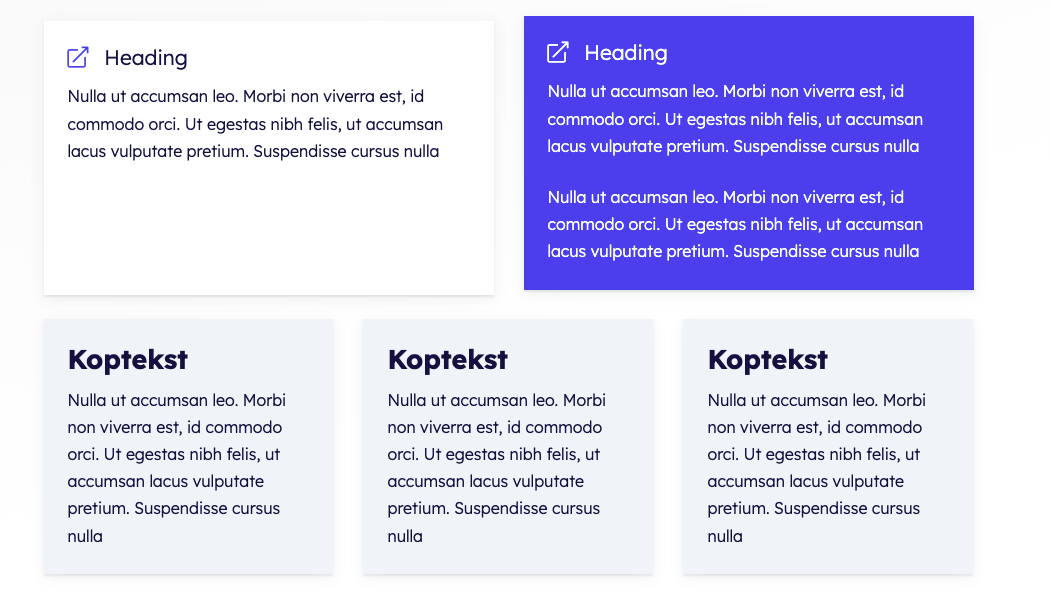 Heading
Nulla ut accumsan leo. Morbi non viverra est, id
commodo orci. Ut egestas nibh felis, ut accumsan
lacus vulputate pretium. Suspendisse cursus nulla
Heading
Nulla ut accumsan leo. Morbi non viverra est, id
commodo orci. Ut egestas nibh felis, ut accumsan
lacus vulputate pretium. Suspendisse cursus nulla
Nulla ut accumsan leo. Morbi non viverra est, id
commodo orci. Ut egestas nibh felis, ut accumsan
lacus vulputate pretium. Suspendisse cursus nulla
Koptekst
Nulla ut accumsan leo. Morbi
non viverra est, id commodo
orci. Ut egestas nibh felis, ut
accumsan lacus vulputate
pretium. Suspendisse cursus
nulla
Koptekst
Nulla ut accumsan leo. Morbi
non viverra est, id commodo
orci. Ut egestas nibh felis, ut
accumsan lacus vulputate
pretium. Suspendisse cursus
nulla
Koptekst
Nulla ut accumsan leo. Morbi
non viverra est, id commodo
orci. Ut egestas nibh felis, ut
accumsan lacus vulputate
pretium. Suspendisse cursus
nulla